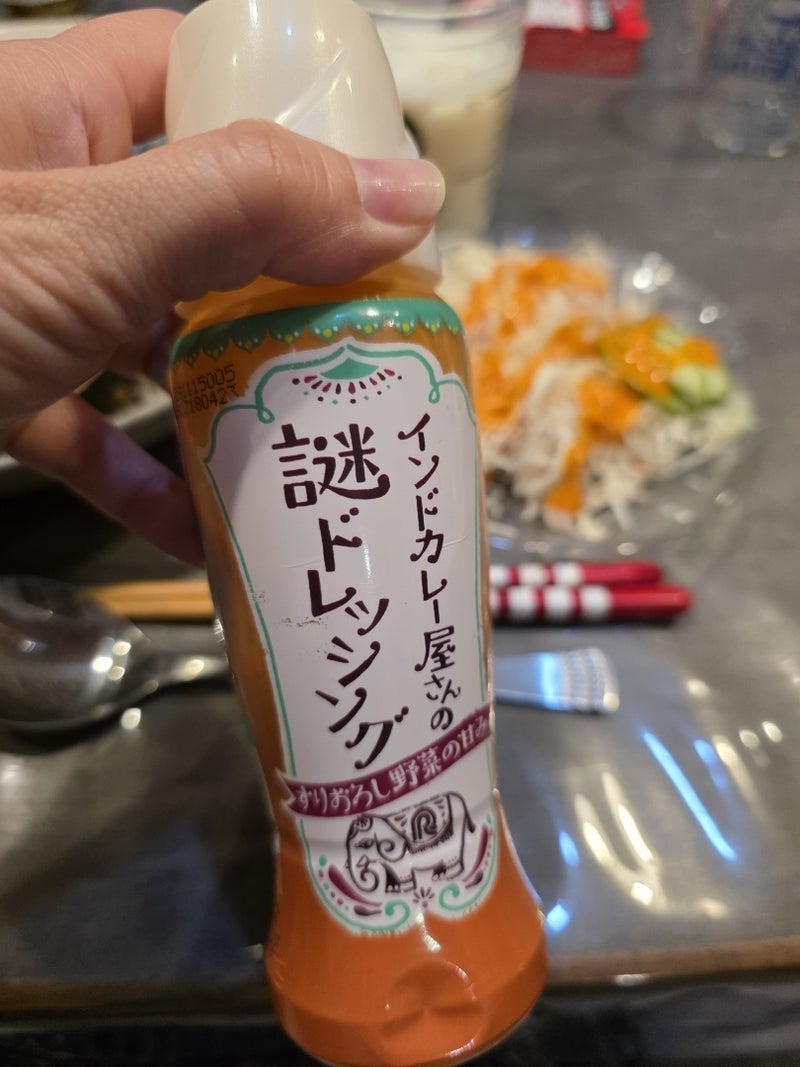 インドカレー屋さんの
謎ドレッシング
すりおろし野菜の甘み
R